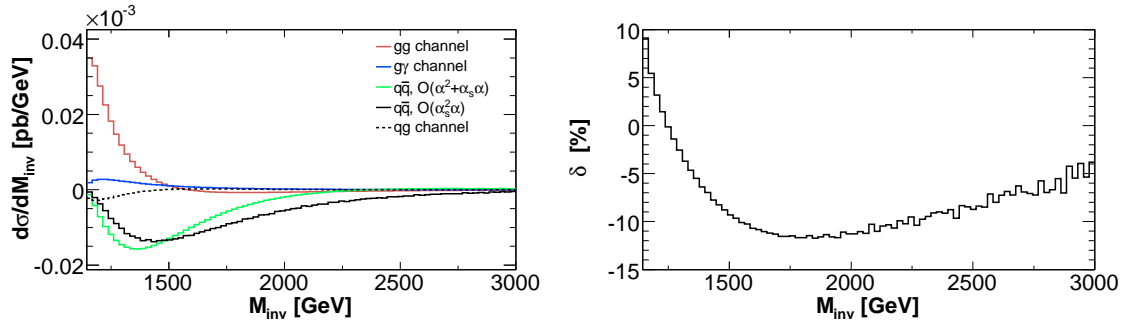 ×10⁻³
dσ/dM_inv [pb/GeV]
0.04
0.02
0
-0.02
gg channel
gγ channel
qq̅, O(α²+α_sα)
qq̅, O(α_s²α)
qg channel
1500 2000 2500 3000
M_inv [GeV]
δ [%]
10
5
0
-5
-10
-15
1500 2000 2500 3000
M_inv [GeV]